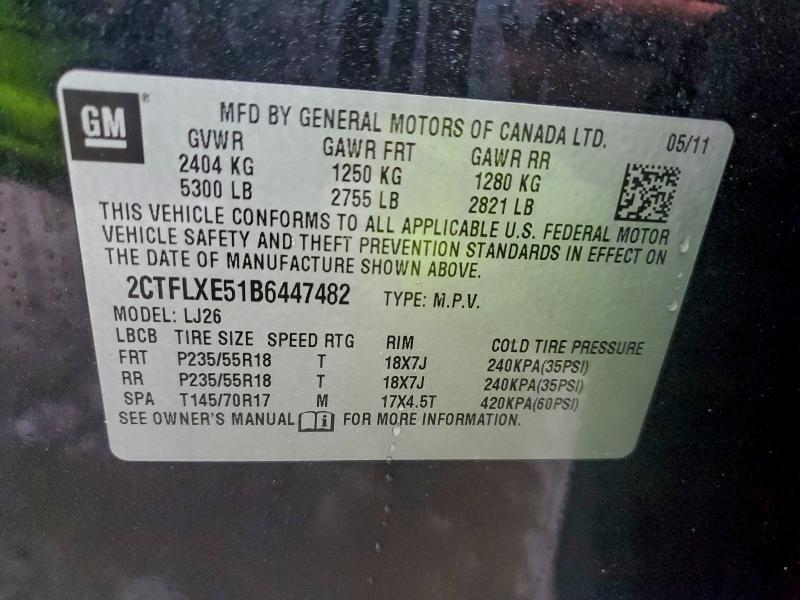 GM®
MFD BY GENERAL MOTORS OF CANADA LTD. 05/11
GVWR GAWR FRT GAWR RR
2404 KG 1250 KG 1280 KG
5300 LB 2755 LB 2821 LB
THIS VEHICLE CONFORMS TO ALL APPLICABLE U.S. FEDERAL MOTOR
VEHICLE SAFETY AND THEFT PREVENTION STANDARDS IN EFFECT ON
THE DATE OF MANUFACTURE SHOWN ABOVE.
2CTFLXE51B6447482 TYPE: M.P.V.
MODEL: LJ26
LBCB TIRE SIZE SPEED RTG RIM COLD TIRE PRESSURE
FRT P235/55R18 T 18X7J 240KPA(35PSI)
RR P235/55R18 T 18X7J 240KPA(35PSI)
SPA T145/70R17 M 17X4.5T 420KPA(60PSI)
SEE OWNER'S MANUAL i FOR MORE INFORMATION.